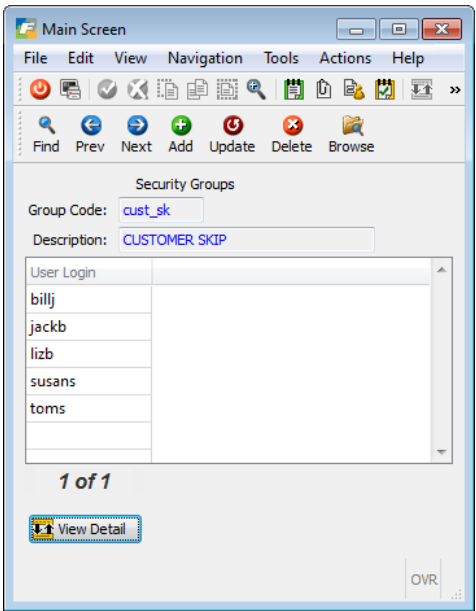 Main Screen
File Edit View Navigation Tools Actions Help
»
Find Prev Next Add Update Delete Browse
Security Groups
Group Code: cust_sk
Description: CUSTOMER SKIP
User Login
billj
jackb
lizb
susans
toms
1 of 1
View Detail
OVR